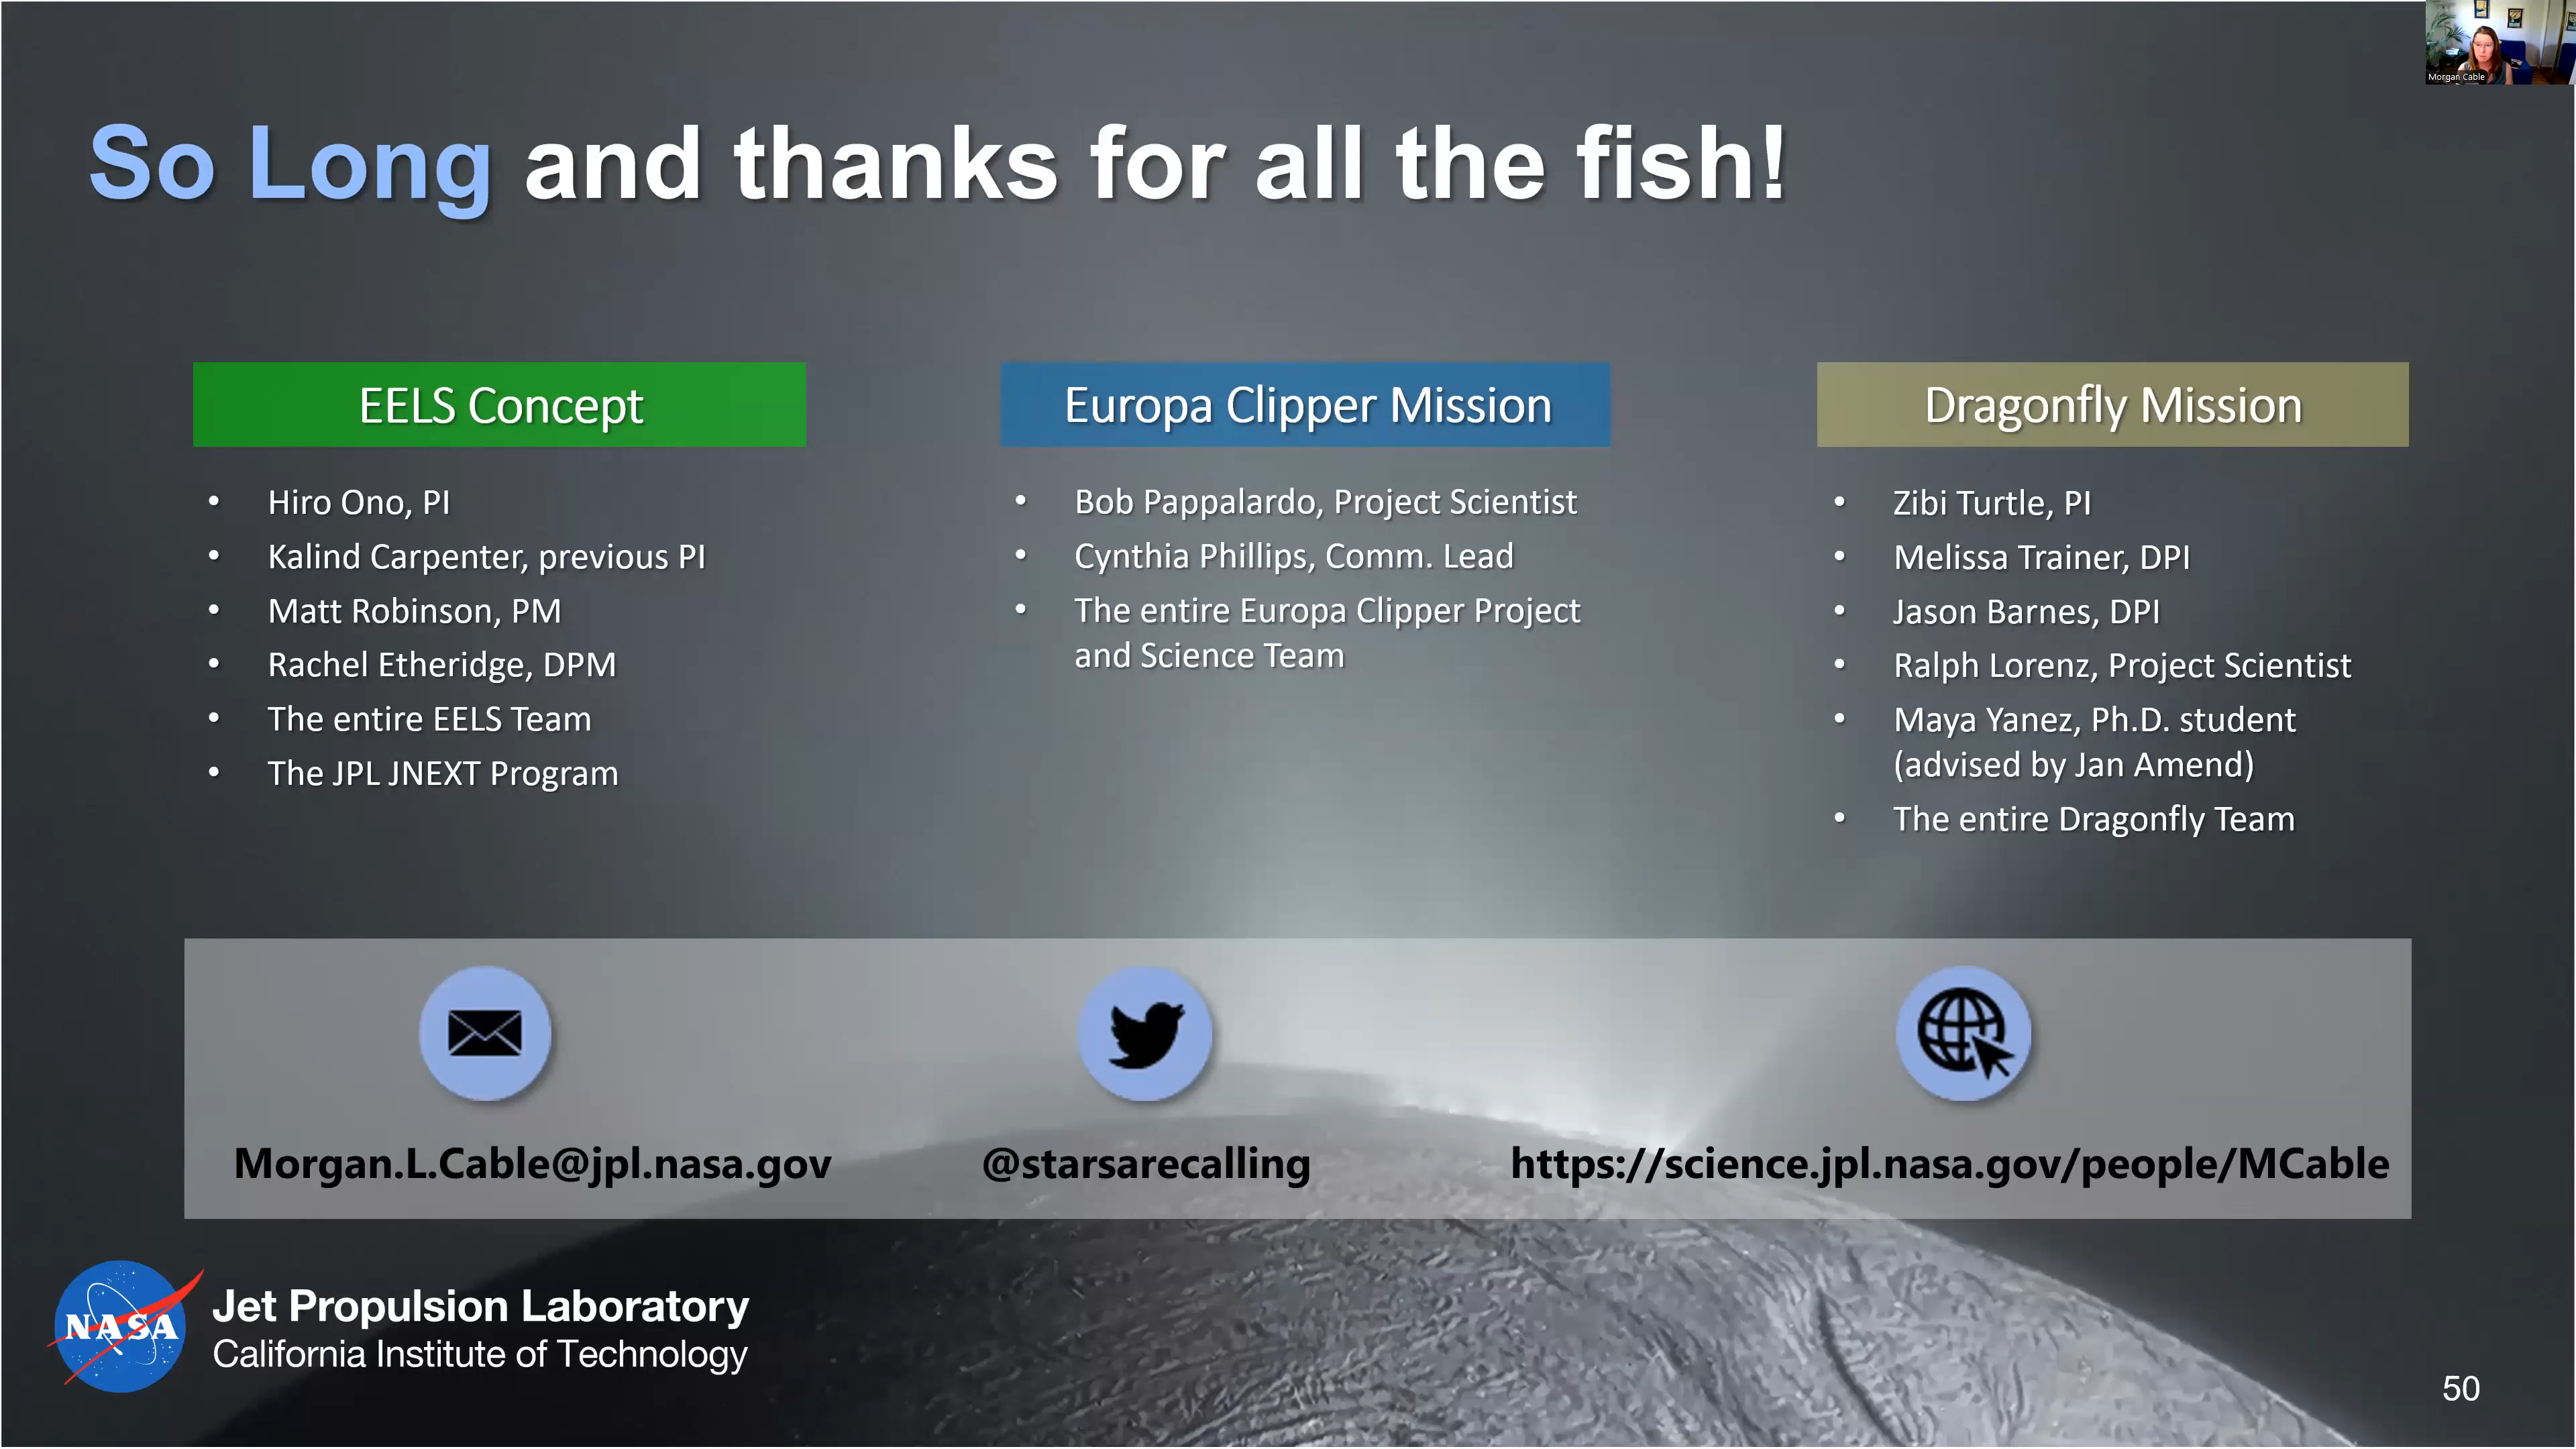 Morgan Cable
So Long and thanks for all the fish!
EELS Concept
• Hiro Ono, PI
• Kalind Carpenter, previous PI
• Matt Robinson, PM
• Rachel Etheridge, DPM
• The entire EELS Team
• The JPL JNEXT Program
Europa Clipper Mission
• Bob Pappalardo, Project Scientist
• Cynthia Phillips, Comm. Lead
• The entire Europa Clipper Project
and Science Team
Dragonfly Mission
• Zibi Turtle, PI
• Melissa Trainer, DPI
• Jason Barnes, DPI
• Ralph Lorenz, Project Scientist
• Maya Yanez, Ph.D. student
(advised by Jan Amend)
• The entire Dragonfly Team
Morgan.L.Cable@jpl.nasa.gov
@starsarecalling
https://science.jpl.nasa.gov/people/MCable
NASA
Jet Propulsion Laboratory
California Institute of Technology
50